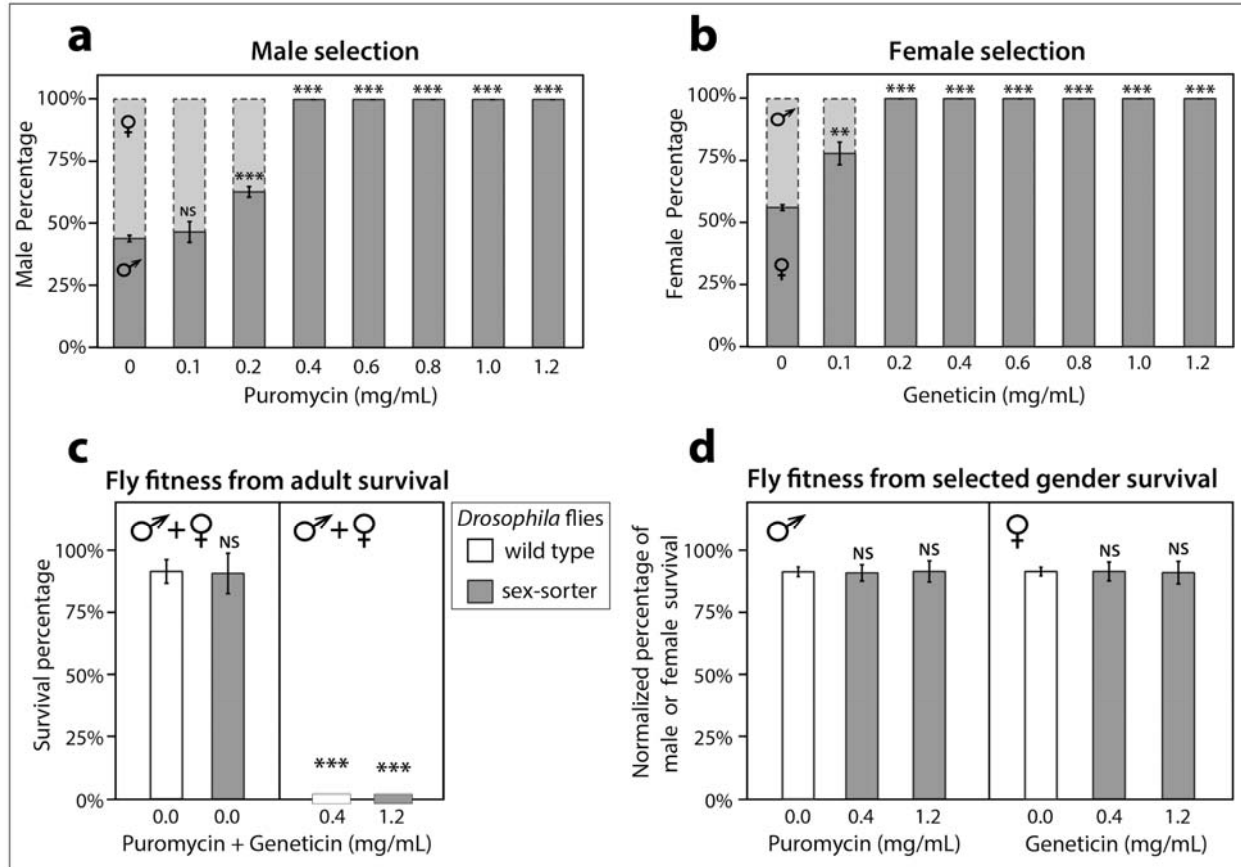 a
Male selection
Male Percentage
100%
75%
50%
25%
0%
♀
♂
NS
***
***
***
***
***
***
0
0.1
0.2
0.4
0.6
0.8
1.0
1.2
Puromycin (mg/mL)
b
Female selection
Female Percentage
100%
75%
50%
25%
0%
♂
♀
**
***
***
***
***
***
***
0
0.1
0.2
0.4
0.6
0.8
1.0
1.2
Geneticin (mg/mL)
c
Fly fitness from adult survival
Survival percentage
100%
75%
50%
25%
0%
♂+♀
NS
♂+♀
***
***
0.0
0.0
0.4
1.2
Puromycin + Geneticin (mg/mL)
Drosophila flies
wild type
sex-sorter
d
Fly fitness from selected gender survival
Normalized percentage of
male or female survival
100%
75%
50%
25%
0%
♂
NS
NS
♀
NS
NS
0.0
0.4
1.2
Puromycin (mg/mL)
0.0
0.4
1.2
Geneticin (mg/mL)